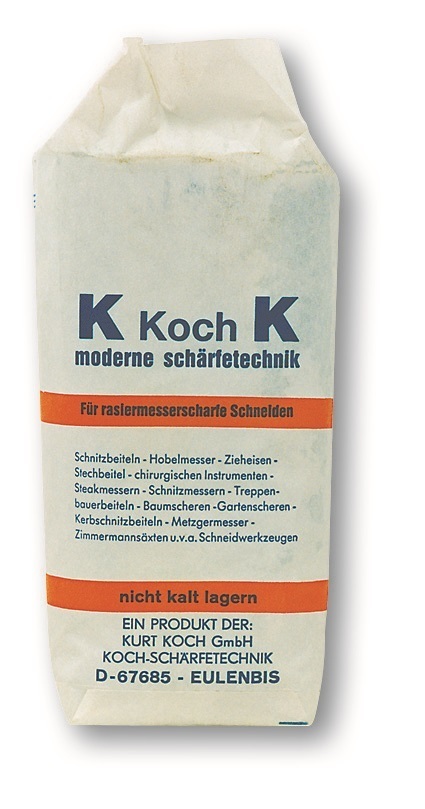 K Koch K
moderne schärfetechnik
Für rasiermesserscharfe Schneiden
Schnitzbeiteln - Hobelmesser - Zieheisen -
Stechbeitel - chirurgischen Instrumenten -
Steakmessern - Schnitzmessern - Treppen-
bauerbeiteln - Baumscheren -Gartenscheren -
Kerbschnitzbeiteln - Metzgermesser -
Zimmermannsäxten u.v.a. Schneidwerkzeugen
nicht kalt lagern
EIN PRODUKT DER:
KURT KOCH GmbH
KOCH-SCHÄRFETECHNIK
D-67685 - EULENBIS